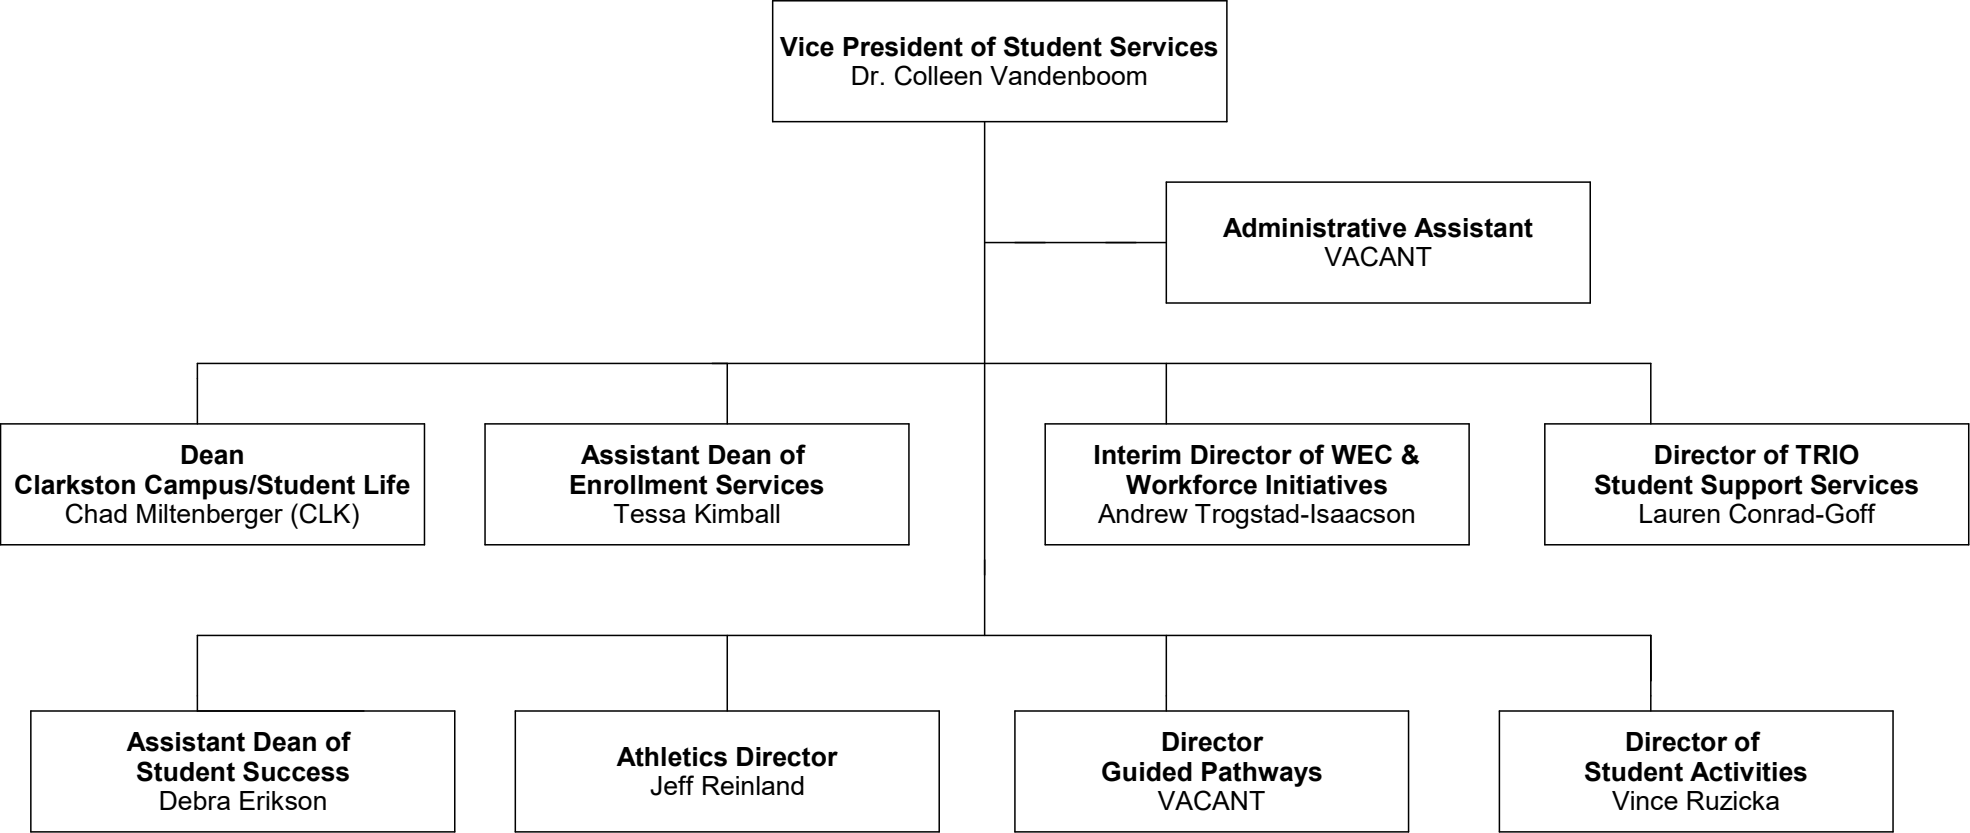 Vice President of Student Services
Dr. Colleen Vandenboom
Administrative Assistant
VACANT
Dean
Clarkston Campus/Student Life
Chad Miltenberger (CLK)
Assistant Dean of
Enrollment Services
Tessa Kimball
Interim Director of WEC &
Workforce Initiatives
Andrew Trogstad-Isaacson
Director of TRIO
Student Support Services
Lauren Conrad-Goff
Assistant Dean of
Student Success
Debra Erikson
Athletics Director
Jeff Reinland
Director
Guided Pathways
VACANT
Director of
Student Activities
Vince Ruzicka